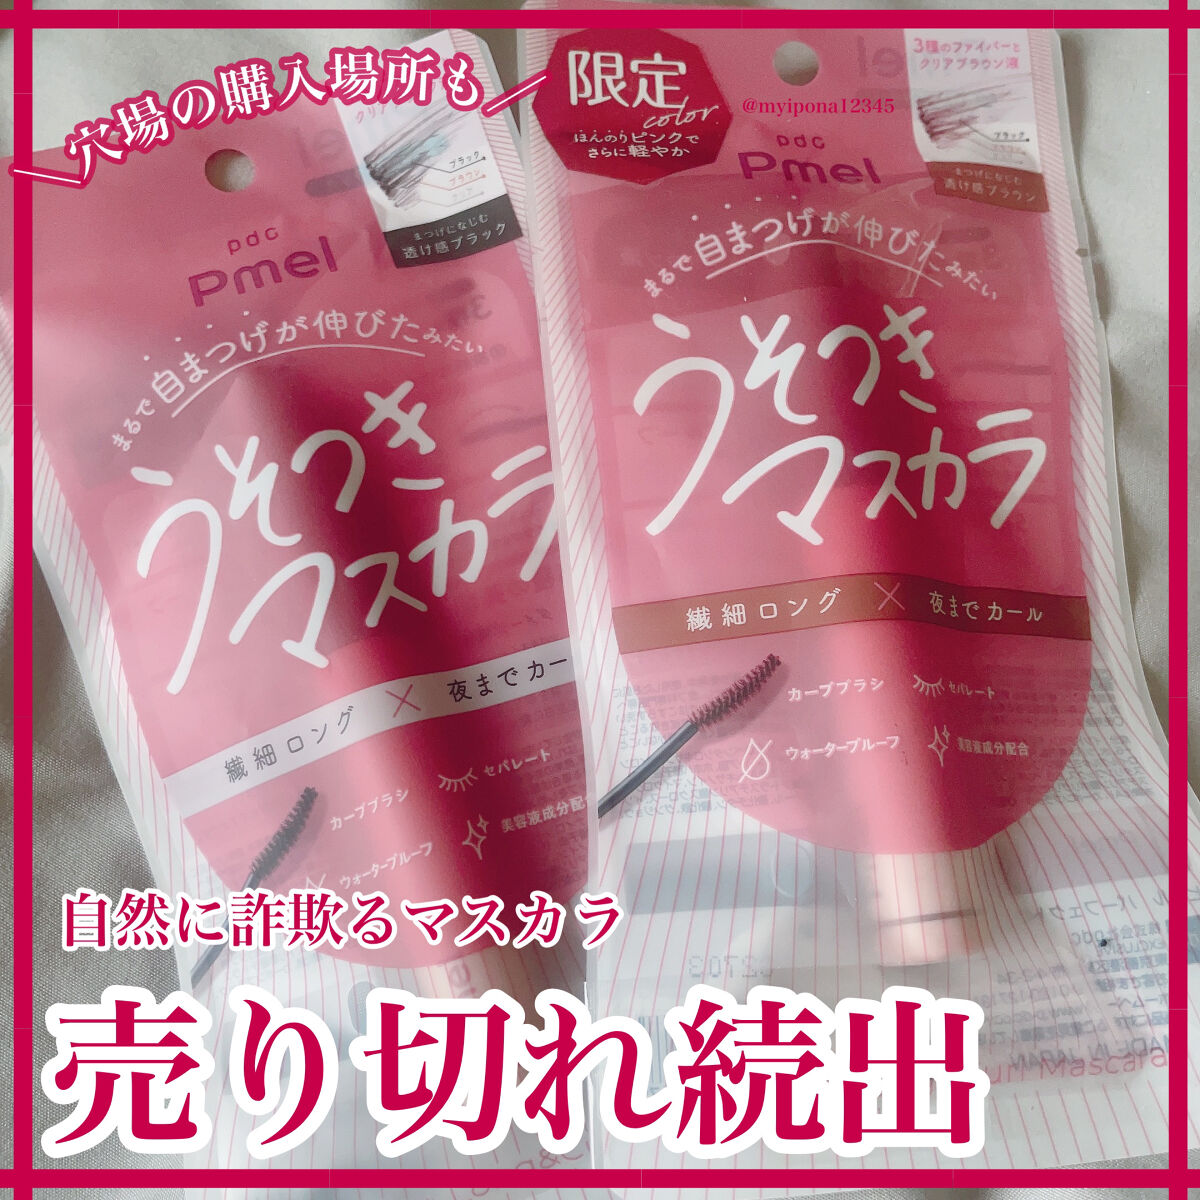 穴場の購入場所も
クリア
ブラック
ブラウン
クリア
まつげになじむ
透け感ブラック
pdc
Pmel
まるで自まつげが伸びたみたい
うそつき
マスカラ
繊細ロング × 夜までカー
カーブブラシ
セパレート
ウォータープルーフ
美容液成分配合
限定
color
ほんのりピンクで
さらに軽やか
3種のファイバーと
クリアブラウン液
@myipona12345
ブラック
まつげになじむ
透け感ブラウン
pdc
Pmel
まるで自まつげが伸びたみたい
うそつき
マスカラ
繊細ロング × 夜までカール
カーブブラシ
セパレート
ウォータープルーフ
美容液成分配合
自然に詐欺るマスカラ
売り切れ続出
MADE IN JAPAN
uri Mascara